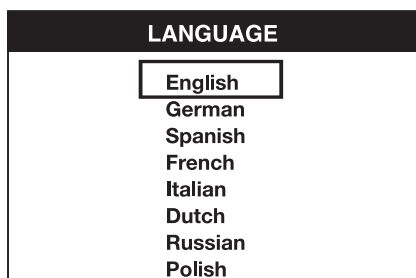 LANGUAGE
English
German
Spanish
French
Italian
Dutch
Russian
Polish